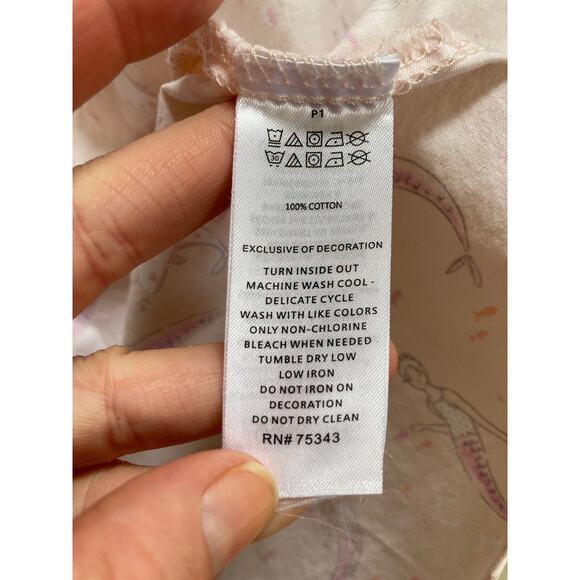 P1
30
100% COTTON
EXCLUSIVE OF DECORATION
TURN INSIDE OUT
MACHINE WASH COOL -
DELICATE CYCLE
WASH WITH LIKE COLORS
ONLY NON-CHLORINE
BLEACH WHEN NEEDED
TUMBLE DRY LOW
LOW IRON
DO NOT IRON ON
DECORATION
DO NOT DRY CLEAN
RN# 75343